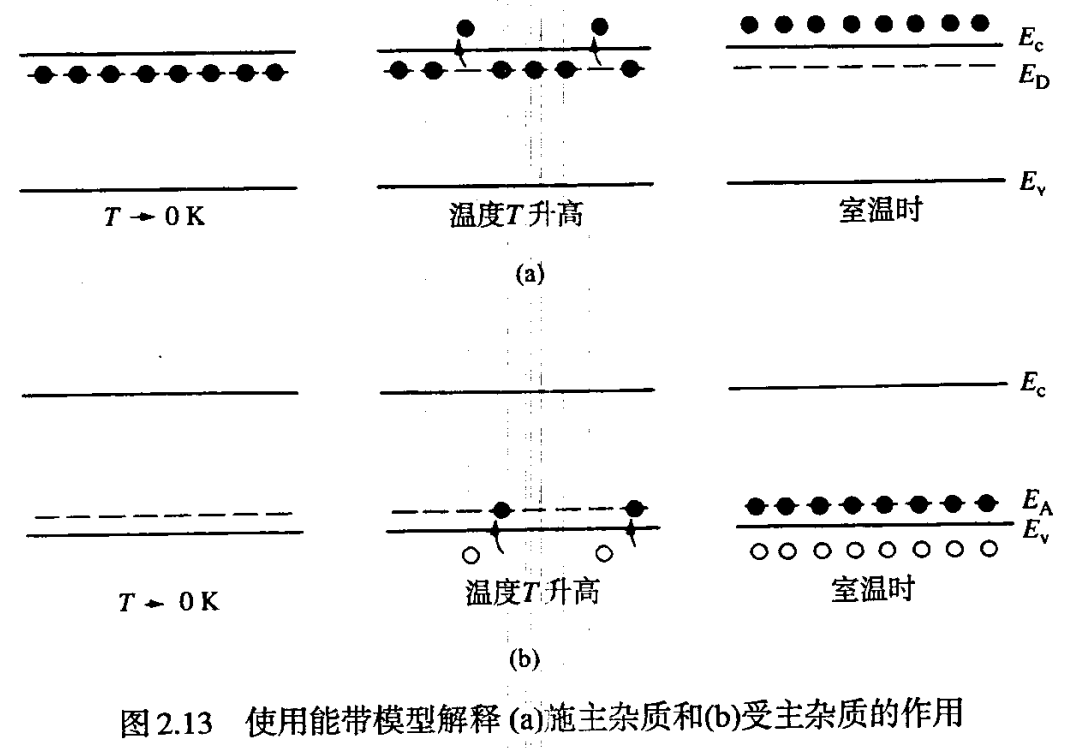 E_c
E_D
E_v
T → 0 K
温度T 升高
室温时
(a)
E_c
E_A
E_v
T → 0 K
温度T 升高
室温时
(b)
图 2.13 使用能带模型解释 (a)施主杂质和(b)受主杂质的作用